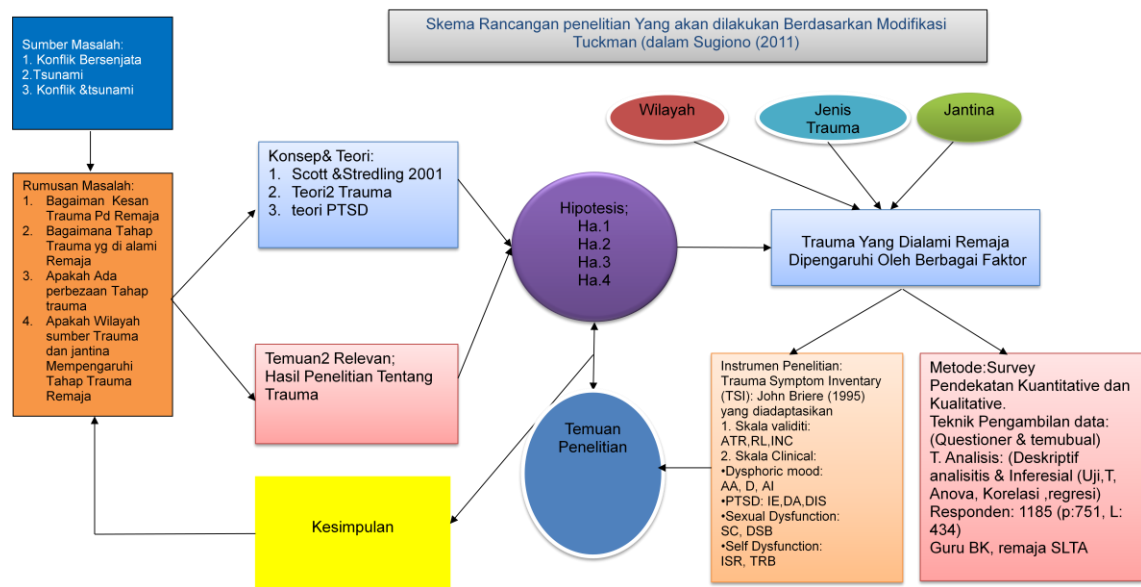 Skema Rancangan penelitian Yang akan dilakukan Berdasarkan Modifikasi
Tuckman (dalam Sugiono (2011)
Sumber Masalah:
1. Konflik Bersenjata
2.Tsunami
3. Konflik &tsunami
Wilayah
Jenis
Trauma
Jantina
Rumusan Masalah:
1. Bagaiman Kesan
Trauma Pd Remaja
2. Bagaimana Tahap
Trauma yg di alami
Remaja
3. Apakah Ada
perbezaan Tahap
trauma
4. Apakah Wilayah
sumber Trauma
dan jantina
Mempengaruhi
Tahap Trauma
Remaja
Konsep& Teori:
1. Scott &Stredling 2001
2. Teori2 Trauma
3. teori PTSD
Hipotesis;
Ha.1
Ha.2
Ha.3
Ha.4
Trauma Yang Dialami Remaja
Dipengaruhi Oleh Berbagai Faktor
Temuan2 Relevan;
Hasil Penelitian Tentang
Trauma
Temuan
Penelitian
Instrumen Penelitian:
Trauma Symptom Inventary
(TSI): John Briere (1995)
yang diadaptasikan
1. Skala validiti:
ATR,RL,INC
2. Skala Clinical:
•Dysphoric mood:
AA, D, AI
•PTSD: IE,DA,DIS
•Sexual Dysfunction:
SC, DSB
•Self Dysfunction:
ISR, TRB
Metode:Survey
Pendekatan Kuantitative dan
Kualitative.
Teknik Pengambilan data:
(Questioner & temubual)
T. Analisis: (Deskriptif
analisitis & Inferesial (Uji,T,
Anova, Korelasi ,regresi)
Responden: 1185 (p:751, L:
434)
Guru BK, remaja SLTA
Kesimpulan